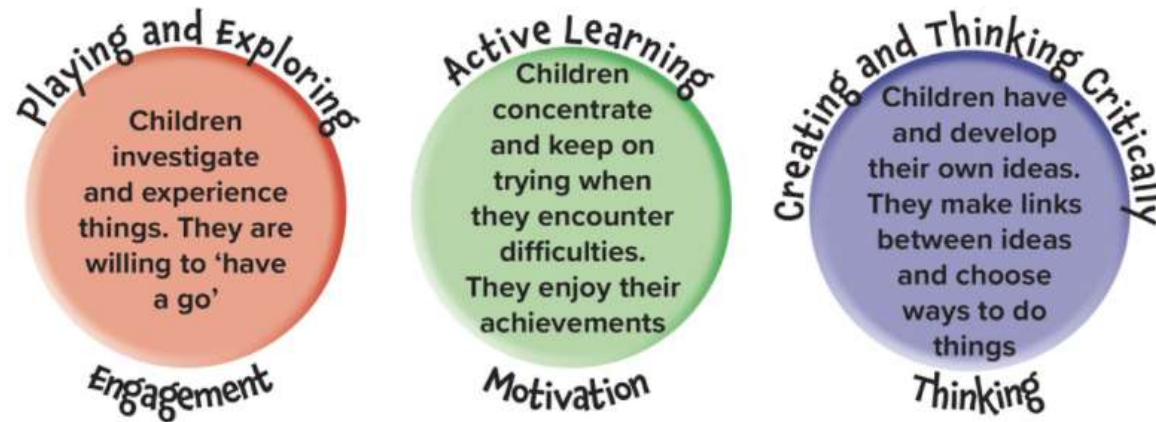 Playing and Exploring
Children
investigate
and experience
things. They are
willing to ‘have
a go’
Engagement
Active Learning
Children
concentrate
and keep on
trying when
they encounter
difficulties.
They enjoy their
achievements
Motivation
Creating and Thinking Critically
Children have
and develop
their own ideas.
They make links
between ideas
and choose
ways to do
things
Thinking